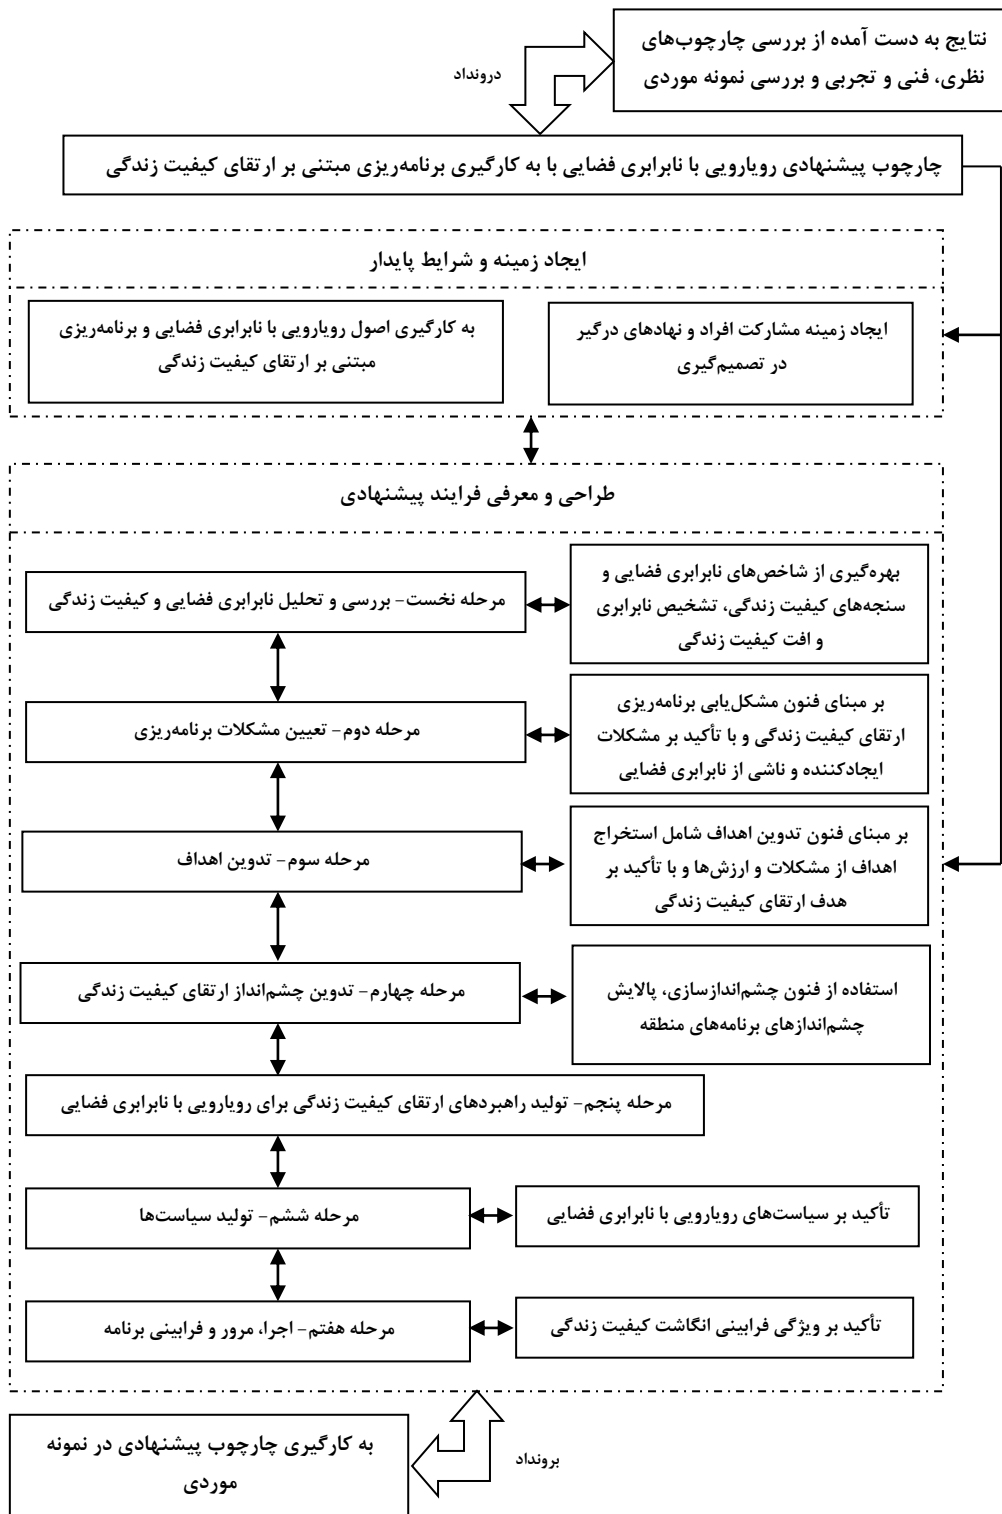 نتایج به دست آمده از بررسی چارچوب‌های
نظری، فنی و تجربی و بررسی نمونه موردی
درونداد
چارچوب پیشنهادی رویارویی با نابرابری فضایی با به کارگیری برنامه‌ریزی مبتنی بر ارتقای کیفیت زندگی
ایجاد زمینه و شرایط پایدار
ایجاد زمینه مشارکت افراد و نهادهای درگیر
در تصمیم‌گیری
به کارگیری اصول رویارویی با نابرابری فضایی و برنامه‌ریزی
مبتنی بر ارتقای کیفیت زندگی
طراحی و معرفی فرایند پیشنهادی
بهره‌گیری از شاخص‌های نابرابری فضایی و
سنجه‌های کیفیت زندگی، تشخیص نابرابری
و افت کیفیت زندگی
مرحله نخست- بررسی و تحلیل نابرابری فضایی و کیفیت زندگی
بر مبنای فنون مشکل‌یابی برنامه‌ریزی
ارتقای کیفیت زندگی و با تأکید بر مشکلات
ایجادکننده و ناشی از نابرابری فضایی
مرحله دوم- تعیین مشکلات برنامه‌ریزی
بر مبنای فنون تدوین اهداف شامل استخراج
اهداف از مشکلات و ارزش‌ها و با تأکید بر
هدف ارتقای کیفیت زندگی
مرحله سوم- تدوین اهداف
استفاده از فنون چشم‌اندازسازی، پالایش
چشم‌اندازهای برنامه‌های منطقه
مرحله چهارم- تدوین چشم‌انداز ارتقای کیفیت زندگی
مرحله پنجم- تولید راهبردهای ارتقای کیفیت زندگی برای رویارویی با نابرابری فضایی
تأکید بر سیاست‌های رویارویی با نابرابری فضایی
مرحله ششم- تولید سیاست‌ها
تأکید بر ویژگی فرابینی انگاشت کیفیت زندگی
مرحله هفتم- اجرا، مرور و فرابینی برنامه
برونداد
به کارگیری چارچوب پیشنهادی در نمونه
موردی